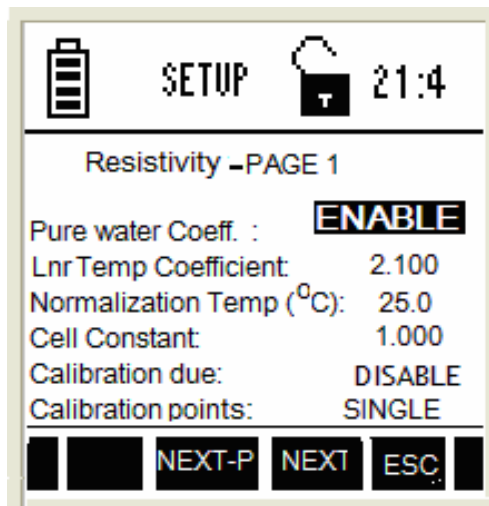 SETUP 21:4
Resistivity –PAGE 1
Pure water Coeff. : ENABLE
Lnr Temp Coefficient: 2.100
Normalization Temp (°C): 25.0
Cell Constant: 1.000
Calibration due: DISABLE
Calibration points: SINGLE
NEXT-P NEXT ESC